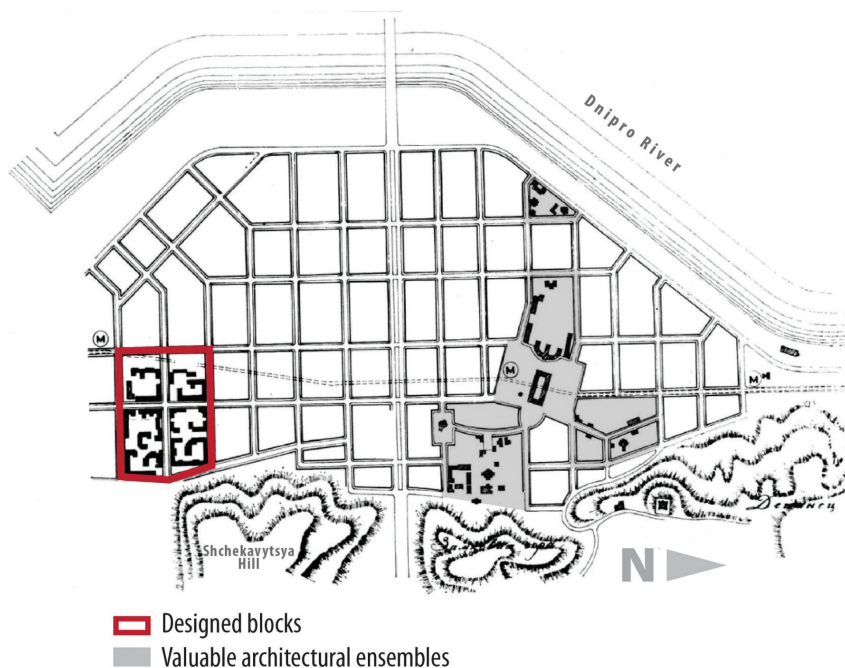 Dnipro River
M
M
M
Shchekavytsya
Hill
N
Designed blocks
Valuable architectural ensembles